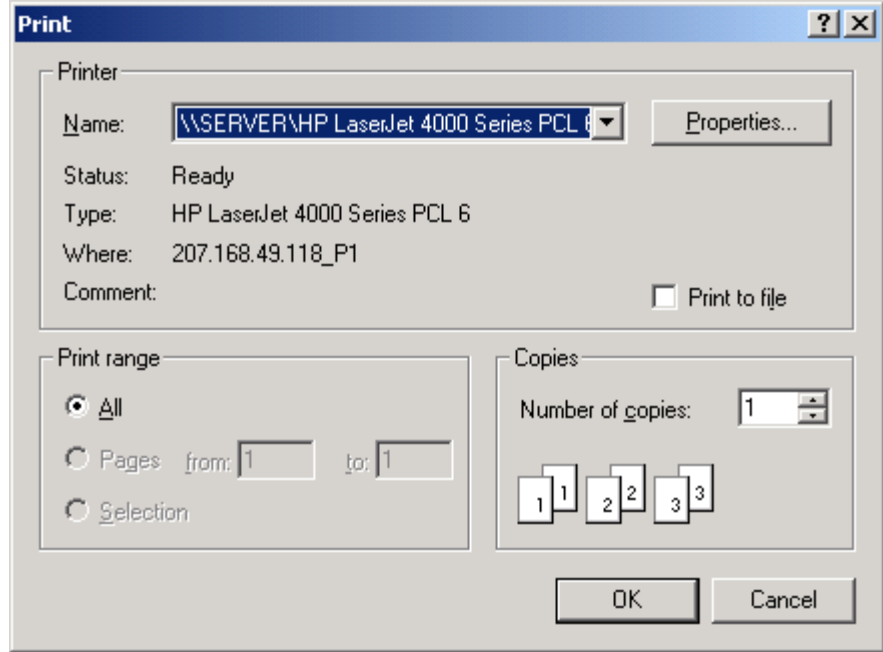 Print
Printer
Name: \\SERVER\HP LaserJet 4000 Series PCL 6 Properties...
Status: Ready
Type: HP LaserJet 4000 Series PCL 6
Where: 207.168.49.118_P1
Comment: Print to file
Print range
All
Pages from: 1 to: 1
Selection
Copies
Number of copies: 1
1 1 2 2 3 3
OK Cancel